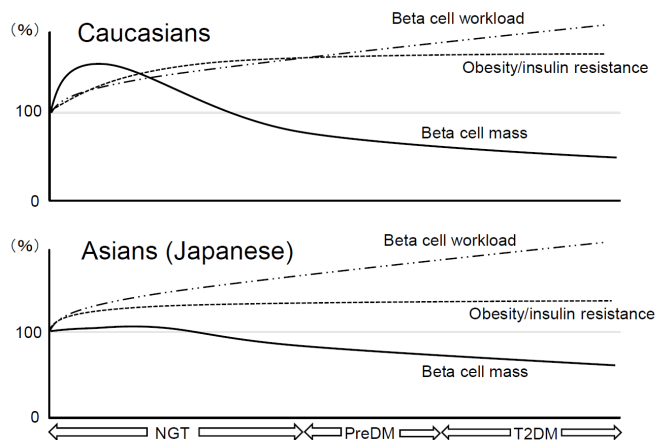 (%)
Caucasians
Beta cell workload
Obesity/insulin resistance
100
Beta cell mass
0
(%)
Asians (Japanese)
Beta cell workload
Obesity/insulin resistance
100
Beta cell mass
0
NGT PreDM T2DM